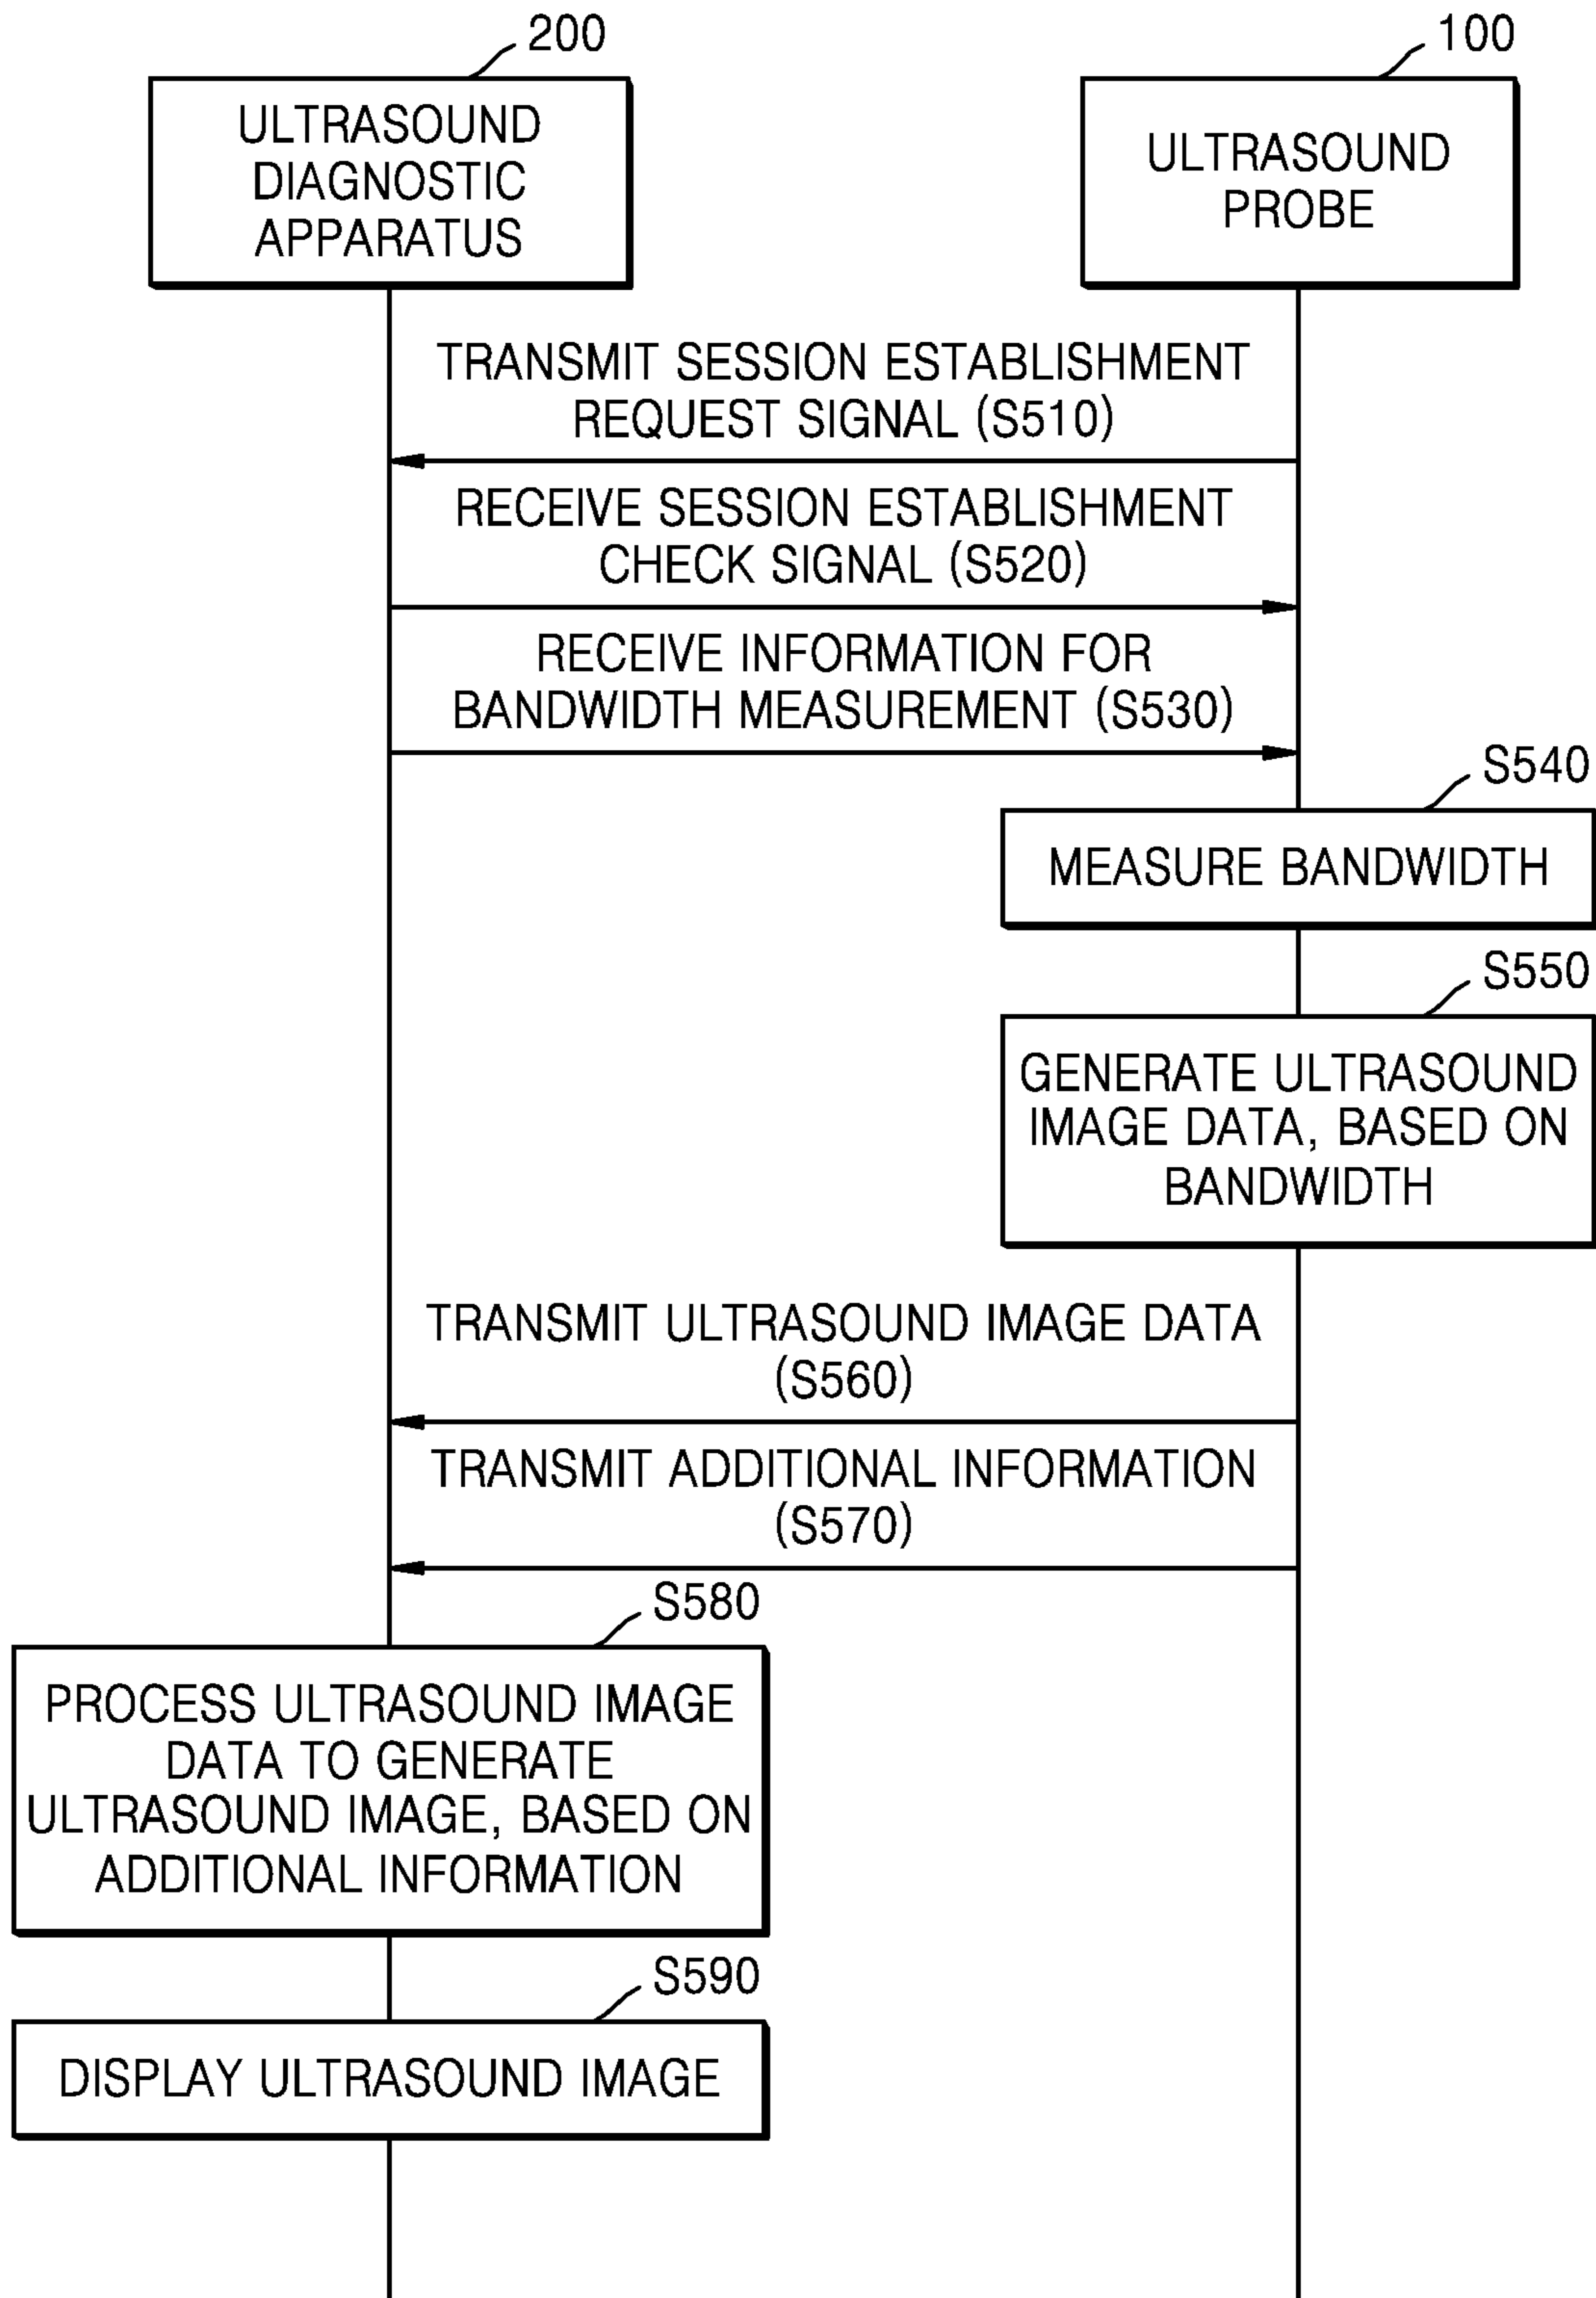 200
100
ULTRASOUND
DIAGNOSTIC
APPARATUS
ULTRASOUND
PROBE
TRANSMIT SESSION ESTABLISHMENT
REQUEST SIGNAL (S510)
RECEIVE SESSION ESTABLISHMENT
CHECK SIGNAL (S520)
RECEIVE INFORMATION FOR
BANDWIDTH MEASUREMENT (S530)
S540
MEASURE BANDWIDTH
S550
GENERATE ULTRASOUND
IMAGE DATA, BASED ON
BANDWIDTH
TRANSMIT ULTRASOUND IMAGE DATA
(S560)
TRANSMIT ADDITIONAL INFORMATION
(S570)
S580
PROCESS ULTRASOUND IMAGE
DATA TO GENERATE
ULTRASOUND IMAGE, BASED ON
ADDITIONAL INFORMATION
S590
DISPLAY ULTRASOUND IMAGE